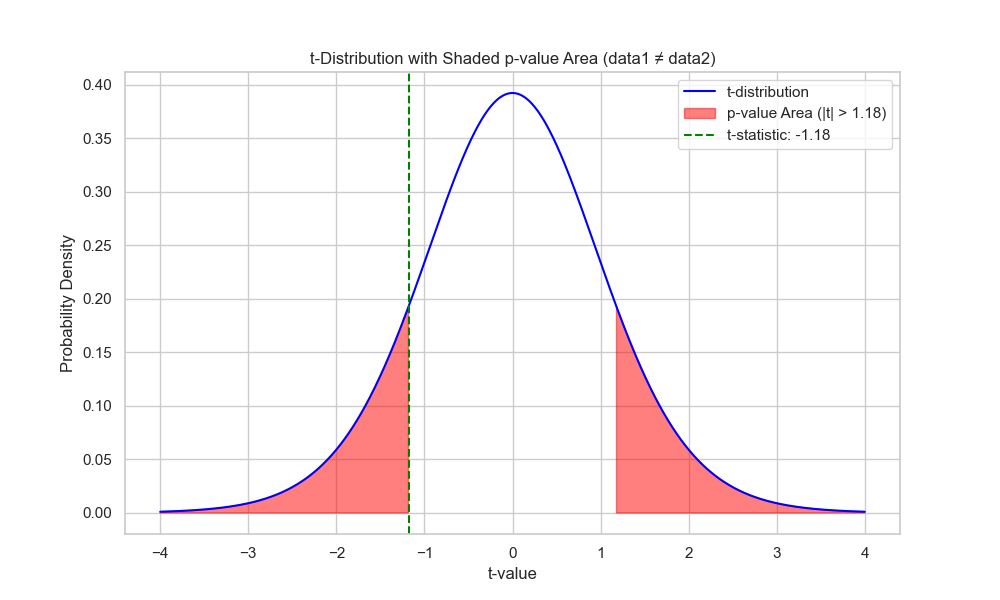 t-Distribution with Shaded p-value Area (data1 ≠ data2)
t-distribution
p-value Area (|t| > 1.18)
t-statistic: -1.18
Probability Density
0.40
0.35
0.30
0.25
0.20
0.15
0.10
0.05
0.00
−4 −3 −2 −1 0 1 2 3 4
t-value